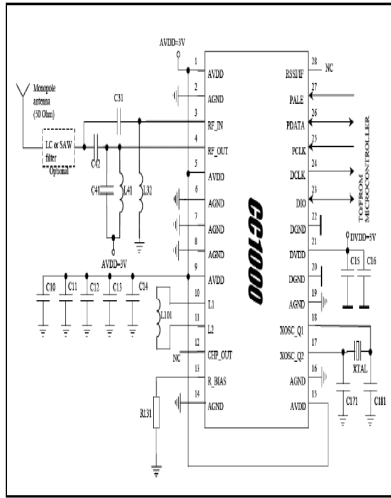 AVDD=3V
Monopole
antenna
(50 Ohm)
LC or SAW
filter
Optional
C31
C42
C41
L41
L32
AVDD=3V
C10
C11
C12
C13
C14
L101
NC
R131
1
AVDD
2
AGND
3
RF_IN
4
RF_OUT
5
AVDD
6
AGND
7
AGND
8
AGND
9
AVDD
10
L1
11
L2
12
CHP_OUT
13
R_BIAS
14
AGND
CC1000
28
RSSI/IF
NC
27
PALE
26
PDATA
25
PCLK
24
DCLK
23
DIO
22
DGND
21
DVDD
20
DGND
19
AGND
18
XOSC_Q1
17
XOSC_Q2
16
AGND
15
AVDD
TO/FROM
MICROCONTROLLER
DVDD=3V
C15
C16
XTAL
C171
C181